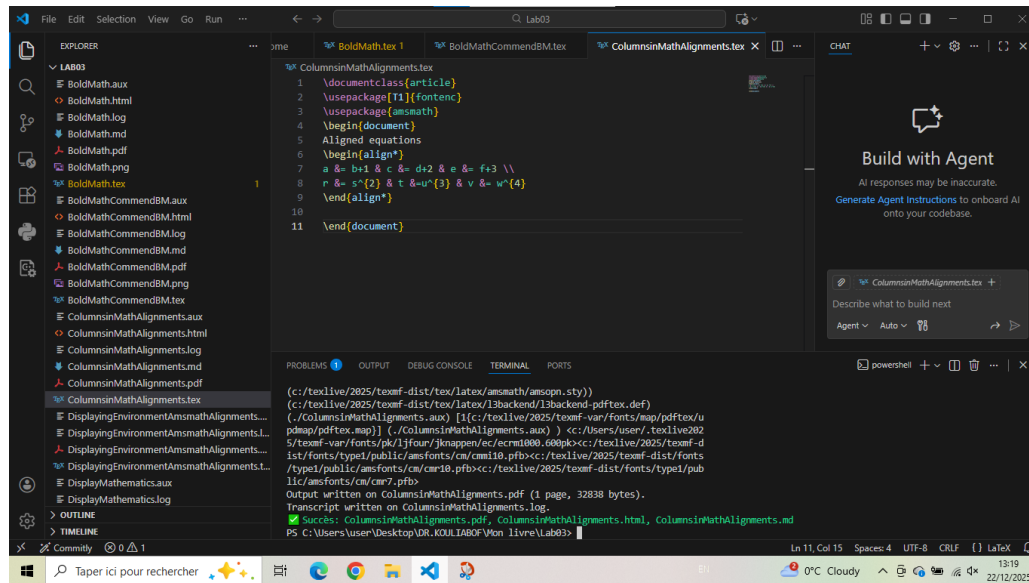 File Edit Selection View Go Run ··· Lab03
EXPLORER ···
LAB03
BoldMath.aux
BoldMath.html
BoldMath.log
BoldMath.md
BoldMath.pdf
BoldMath.png
BoldMath.tex 1
BoldMathCommendBM.aux
BoldMathCommendBM.html
BoldMathCommendBM.log
BoldMathCommendBM.md
BoldMathCommendBM.pdf
BoldMathCommendBM.png
BoldMathCommendBM.tex
ColumnsinMathAlignments.aux
ColumnsinMathAlignments.html
ColumnsinMathAlignments.log
ColumnsinMathAlignments.md
ColumnsinMathAlignments.pdf
ColumnsinMathAlignments.tex
DisplayingEnvironmentAmsmathAlignments....
DisplayingEnvironmentAmsmathAlignments.l...
DisplayingEnvironmentAmsmathAlignments....
DisplayingEnvironmentAmsmathAlignments.t...
DisplayMathematics.aux
DisplayMathematics.log
OUTLINE
TIMELINE
ome BoldMath.tex 1 BoldMathCommendBM.tex ColumnsinMathAlignments.tex
ColumnsinMathAlignments.tex
1 \documentclass{article}
2 \usepackage[T1]{fontenc}
3 \usepackage{amsmath}
4 \begin{document}
5 Aligned equations
6 \begin{align*}
7 a &= b+1 & c &= d+2 & e &= f+3 \\
8 r &= s^{2} & t &=u^{3} & v &= w^{4}
9 \end{align*}
10
11 \end{document}
PROBLEMS 1 OUTPUT DEBUG CONSOLE TERMINAL PORTS
powershell
(c:/texlive/2025/texmf-dist/tex/latex/amsmath/amsopn.sty))
(c:/texlive/2025/texmf-dist/tex/latex/l3backend/l3backend-pdftex.def)
(./ColumnsinMathAlignments.aux) [1{c:/texlive/2025/texmf-var/fonts/map/pdftex/u
pdmap/pdftex.map}] (./ColumnsinMathAlignments.aux) ) <c:/Users/user/.texlive202
5/texmf-var/fonts/pk/ljfour/jknappen/ec/ecrm1000.600pk><c:/texlive/2025/texmf-d
ist/fonts/type1/public/amsfonts/cm/cmmi10.pfb><c:/texlive/2025/texmf-dist/fonts
/type1/public/amsfonts/cm/cmr10.pfb><c:/texlive/2025/texmf-dist/fonts/type1/pub
lic/amsfonts/cm/cmr7.pfb>
Output written on ColumnsinMathAlignments.pdf (1 page, 32838 bytes).
Transcript written on ColumnsinMathAlignments.log.
Succès: ColumnsinMathAlignments.pdf, ColumnsinMathAlignments.html, ColumnsinMathAlignments.md
PS C:\Users\user\Desktop\DR.KOULIABOF\Mon livre\Lab03>
CHAT
Build with Agent
AI responses may be inaccurate.
Generate Agent Instructions to onboard AI
onto your codebase.
ColumnsinMathAlignments.tex
Describe what to build next
Agent Auto
Commitly 0 1 Ln 11, Col 15 Spaces: 4 UTF-8 CRLF {} LaTeX
Taper ici pour rechercher EN 2 0°C Cloudy 13:19
22/12/2025